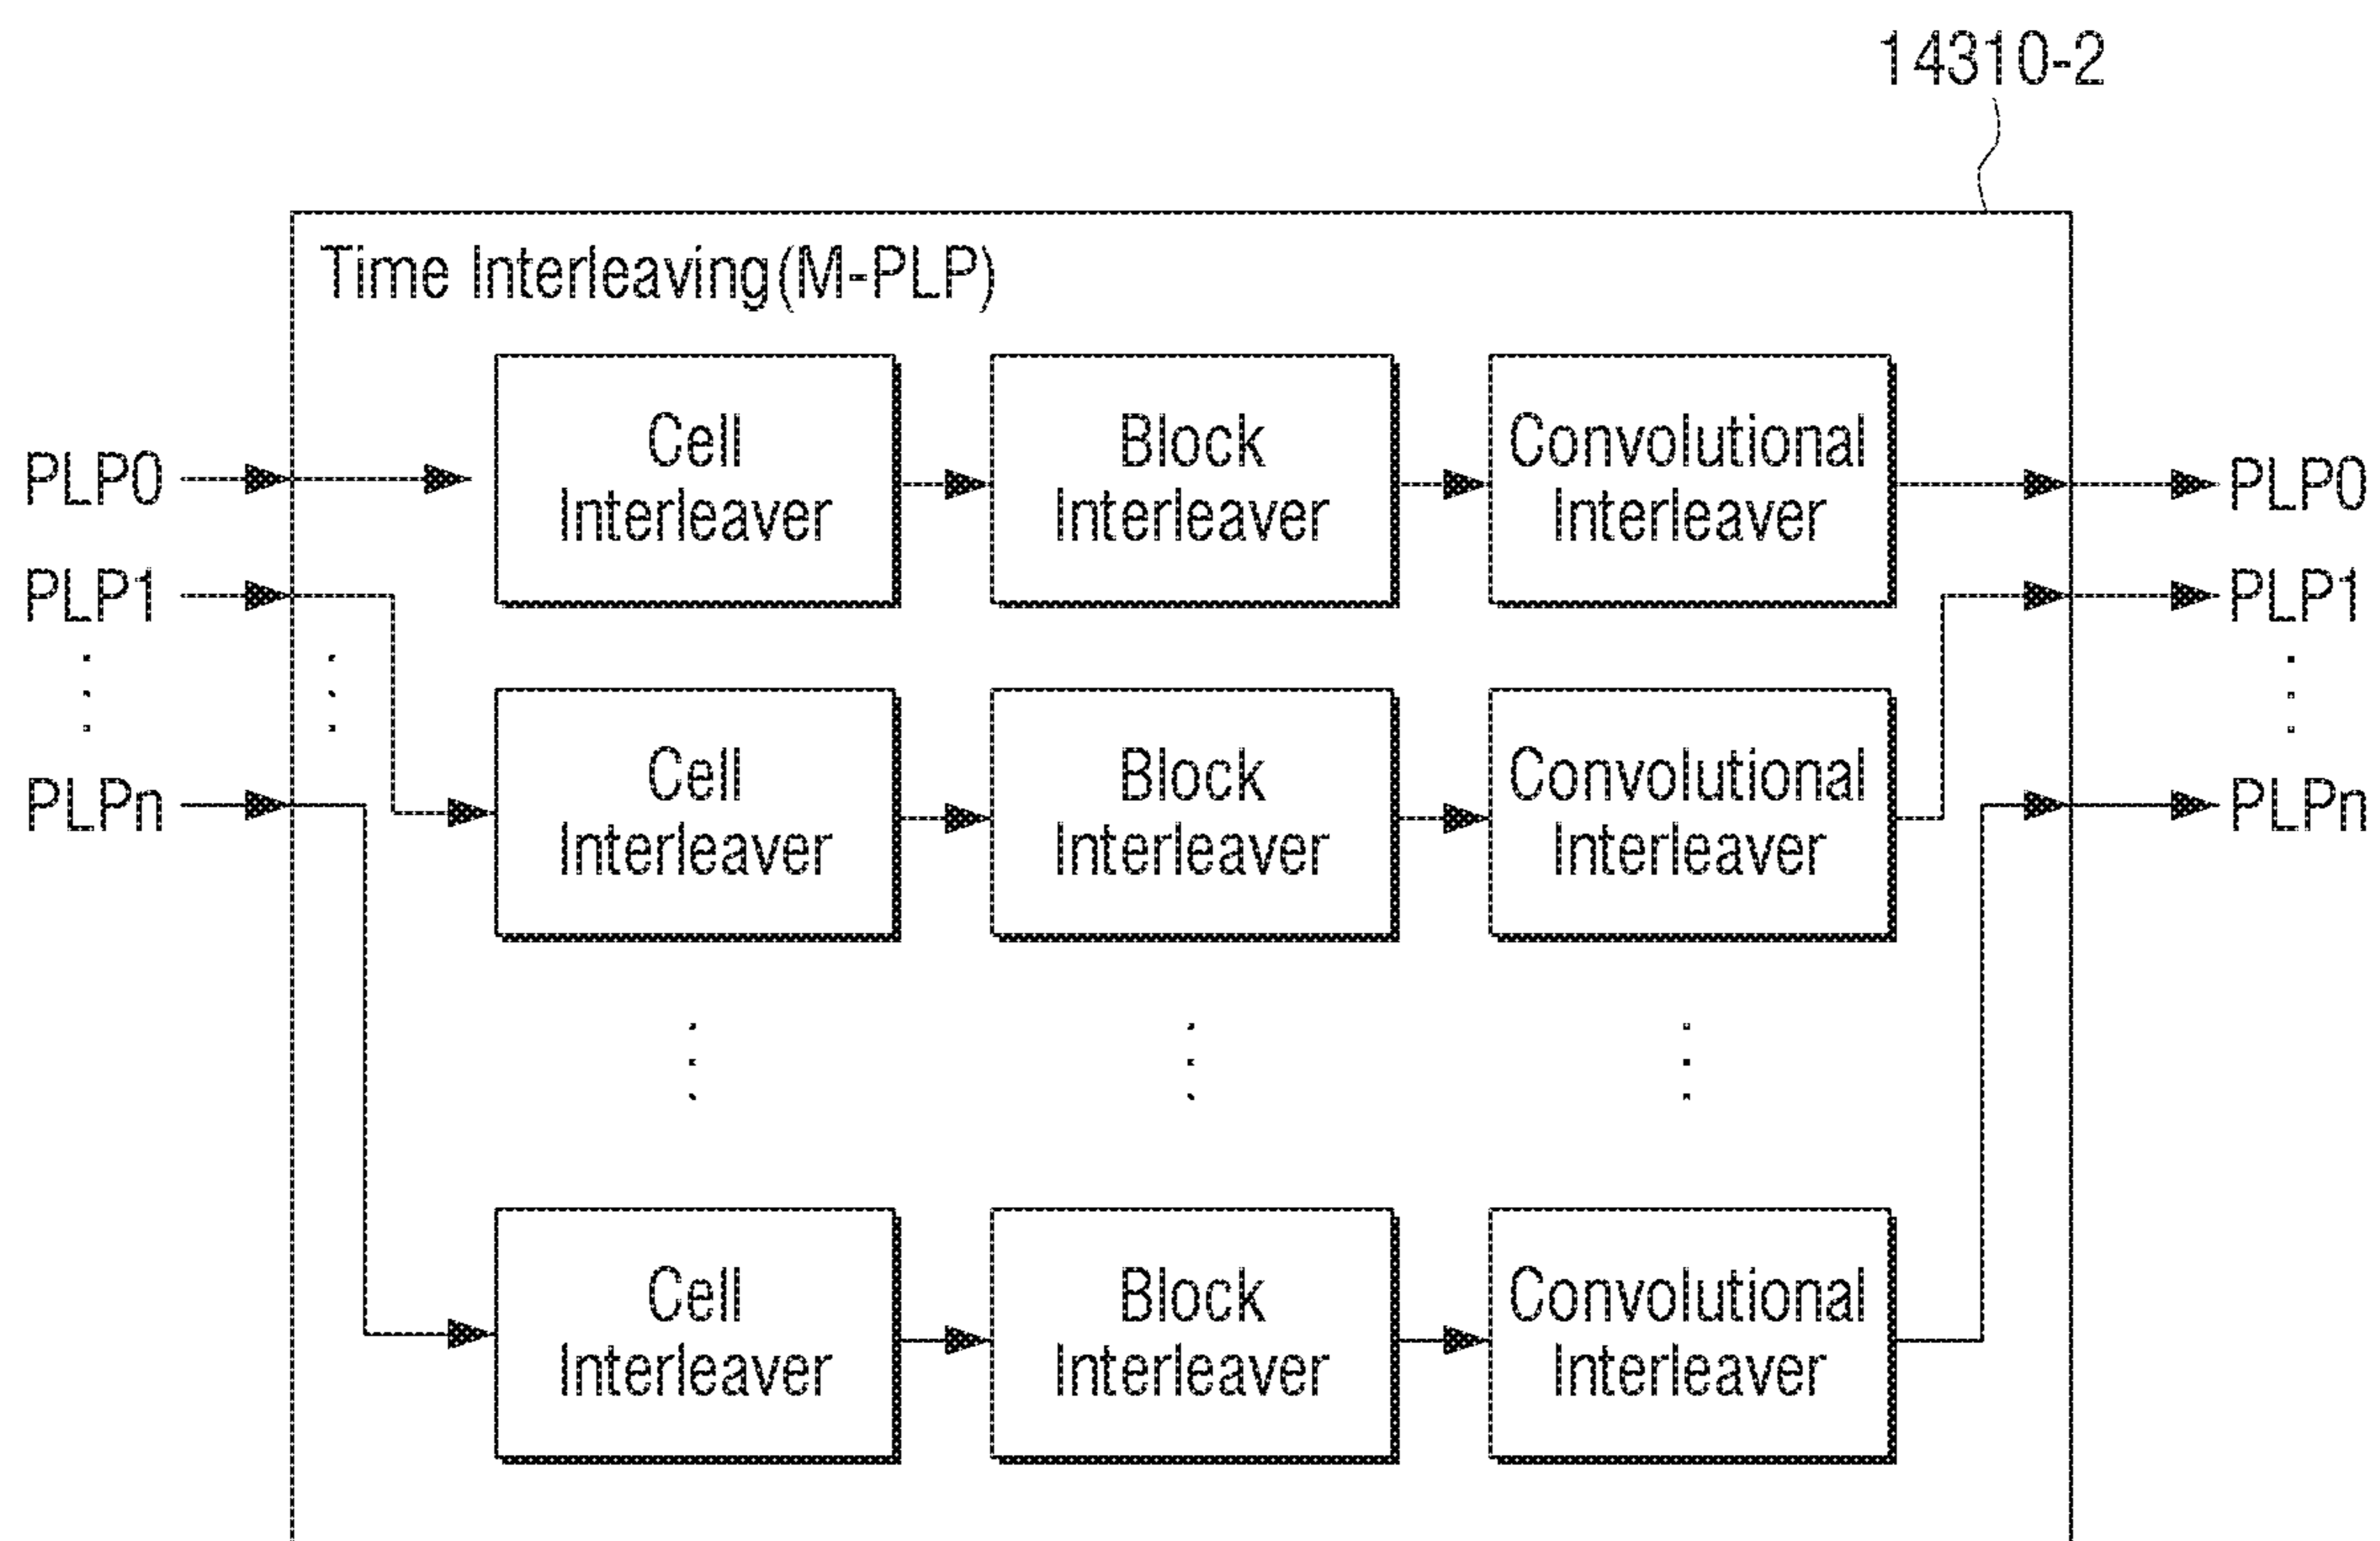 14310-2
Time Interleaving(M-PLP)
Cell
Interleaver
Block
Interleaver
Convolutional
Interleaver
PLP0
PLP0
PLP1
PLP1
Cell
Interleaver
Block
Interleaver
Convolutional
Interleaver
PLPn
PLPn
Cell
Interleaver
Block
Interleaver
Convolutional
Interleaver